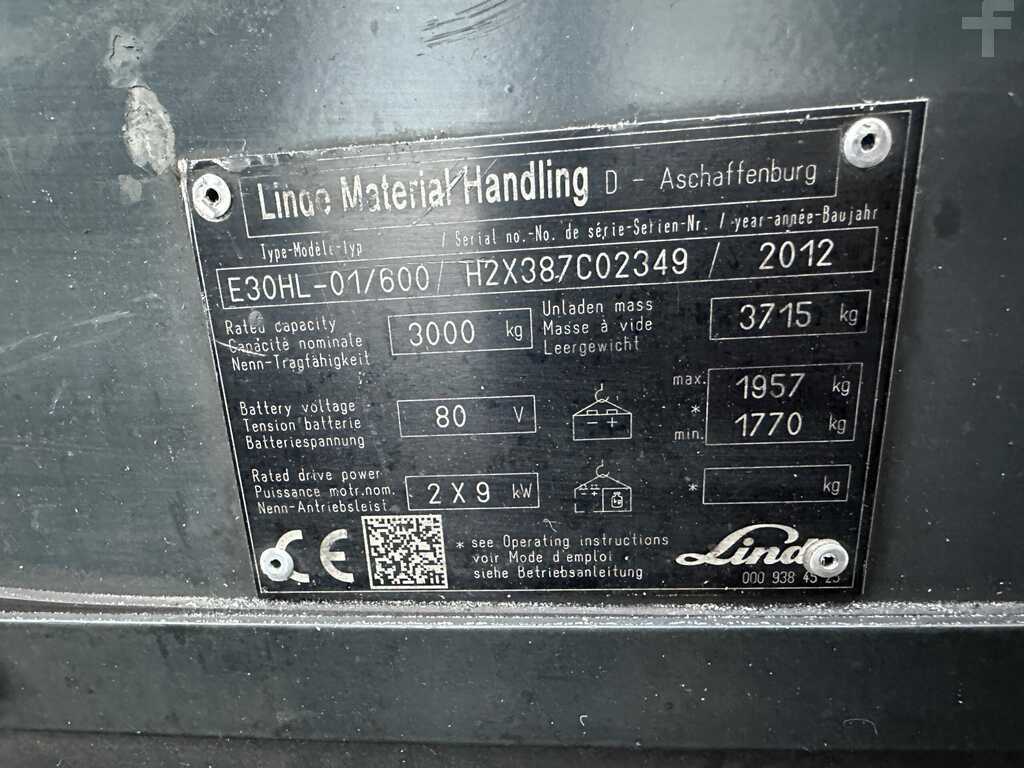 Linde Material Handling D - Aschaffenburg
Type-Modèle-Typ / Serial no.-No. de série-Serien-Nr. / year-année-Baujahr
E30HL-01/600 / H2X387C02349 / 2012
Rated capacity
Capacité nominale
Nenn-Tragfähigkeit
3000 kg
Unladen mass
Masse à vide
Leergewicht
3715 kg
Battery voltage
Tension batterie
Batteriespannung
80 V
- +
max. 1957 kg
*
min. 1770 kg
Rated drive power
Puissance motr.nom.
Nenn-Antriebsleist
2 X 9 kW
- + kg
* kg
CE
* see Operating instructions
voir Mode d'emploi
siehe Betriebsanleitung
Linde
000 938 45 25
f